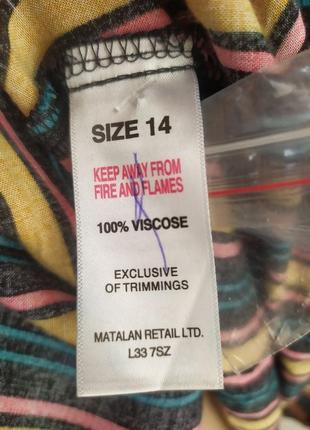 SIZE 14
KEEP AWAY FROM
FIRE AND FLAMES
100% VISCOSE
EXCLUSIVE
OF TRIMMINGS
MATALAN RETAIL LTD.
L33 7SZ